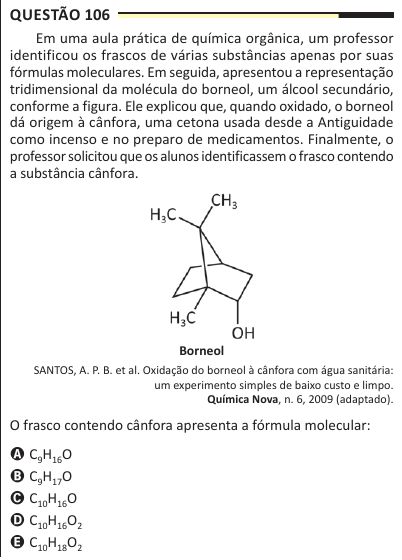 QUESTÃO 106
Em uma aula prática de química orgânica, um professor
identificou os frascos de várias substâncias apenas por suas
fórmulas moleculares. Em seguida, apresentou a representação
tridimensional da molécula do borneol, um álcool secundário,
conforme a figura. Ele explicou que, quando oxidado, o borneol
dá origem à cânfora, uma cetona usada desde a Antiguidade
como incenso e no preparo de medicamentos. Finalmente, o
professor solicitou que os alunos identificassem o frasco contendo
a substância cânfora.
CH₃
H₃C
H₃C
OH
Borneol
SANTOS, A. P. B. et al. Oxidação do borneol à cânfora com água sanitária:
um experimento simples de baixo custo e limpo.
Química Nova, n. 6, 2009 (adaptado).
O frasco contendo cânfora apresenta a fórmula molecular:
A C₉H₁₆O
B C₉H₁₇O
C C₁₀H₁₆O
D C₁₀H₁₆O₂
E C₁₀H₁₈O₂